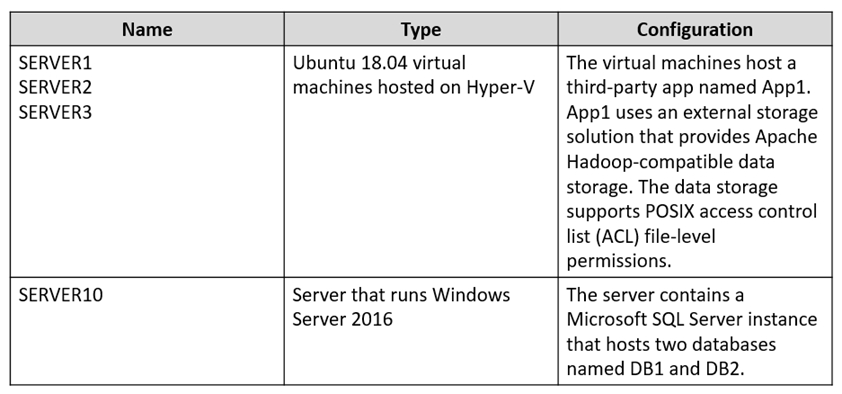 Name Type Configuration
SERVER1
SERVER2
SERVER3
Ubuntu 18.04 virtual
machines hosted on Hyper-V
The virtual machines host a
third-party app named App1.
App1 uses an external storage
solution that provides Apache
Hadoop-compatible data
storage. The data storage
supports POSIX access control
list (ACL) file-level
permissions.
SERVER10
Server that runs Windows
Server 2016
The server contains a
Microsoft SQL Server instance
that hosts two databases
named DB1 and DB2.